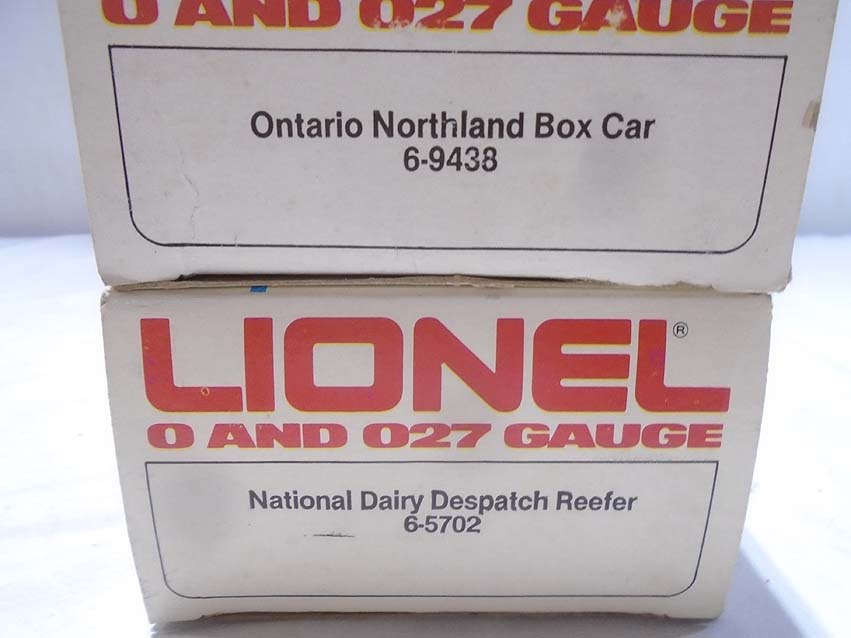 O AND O27 GAUGE
Ontario Northland Box Car
6-9438
LIONEL®
O AND O27 GAUGE
National Dairy Despatch Reefer
6-5702